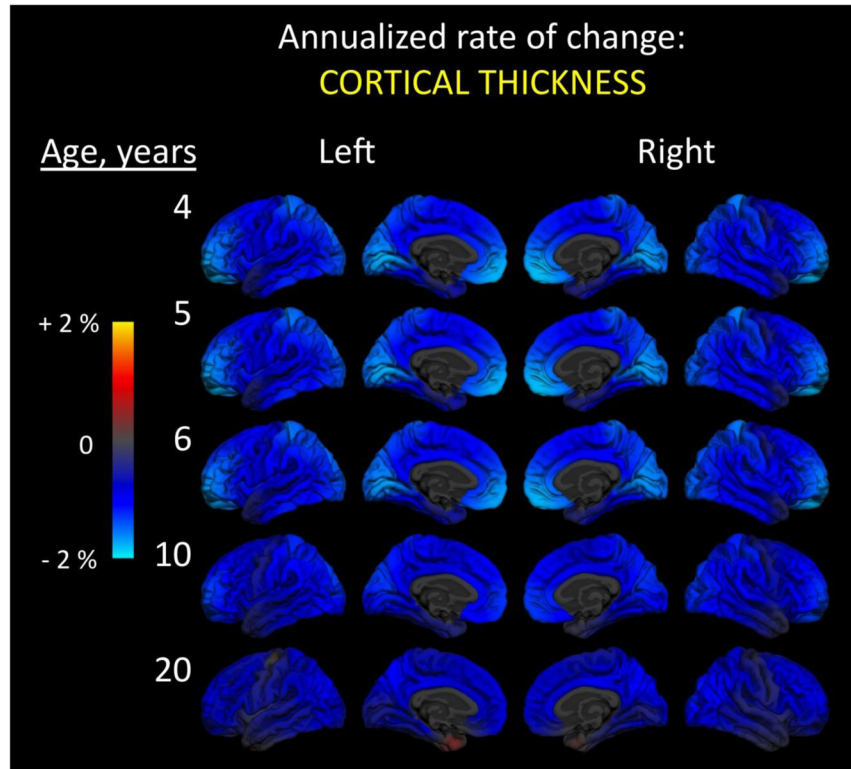 Annualized rate of change:
CORTICAL THICKNESS
Age, years Left Right
4
5
+ 2 %
0
6
- 2 %
10
20